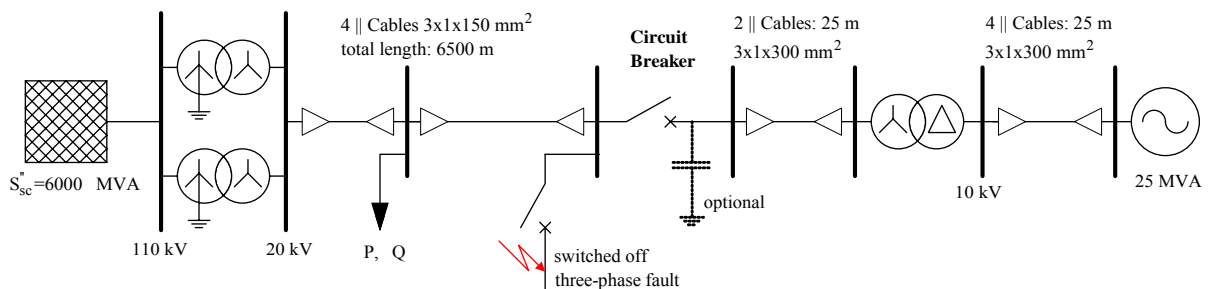 4 || Cables 3x1x150 mm²
total length: 6500 m
Circuit
Breaker
2 || Cables: 25 m
3x1x300 mm²
4 || Cables: 25 m
3x1x300 mm²
S"sc=6000 MVA
110 kV
20 kV
P, Q
switched off
three-phase fault
optional
10 kV
25 MVA